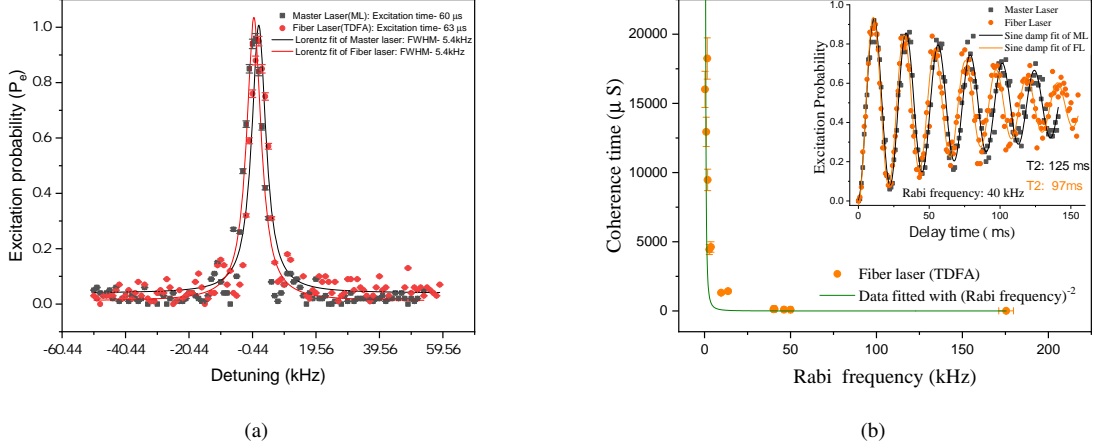 Master Laser(ML): Excitation time- 60 μs
Fiber Laser(TDFA): Excitation time- 63 μs
Lorentz fit of Master laser: FWHM- 5.4kHz
Lorentz fit of Fiber laser: FWHM- 5.4kHz
Excitation probability (Pe)
1.0
0.8
0.6
0.4
0.2
0.0
-60.44 -40.44 -20.44 -0.44 19.56 39.56 59.56
Detuning (kHz)
(a)
Coherence time (μ S)
20000
15000
10000
5000
0
0 50 100 150 200
Rabi frequency (kHz)
Fiber laser (TDFA)
Data fitted with (Rabi frequency)-2
Master Laser
Fiber Laser
Sine damp fit of ML
Sine damp fit of FL
Excitation Probability
1.0
0.8
0.6
0.4
0.2
0.0
T2: 125 ms
T2: 97ms
Rabi frequency: 40 kHz
0 25 50 75 100 125 150
Delay time ( ms)
(b)